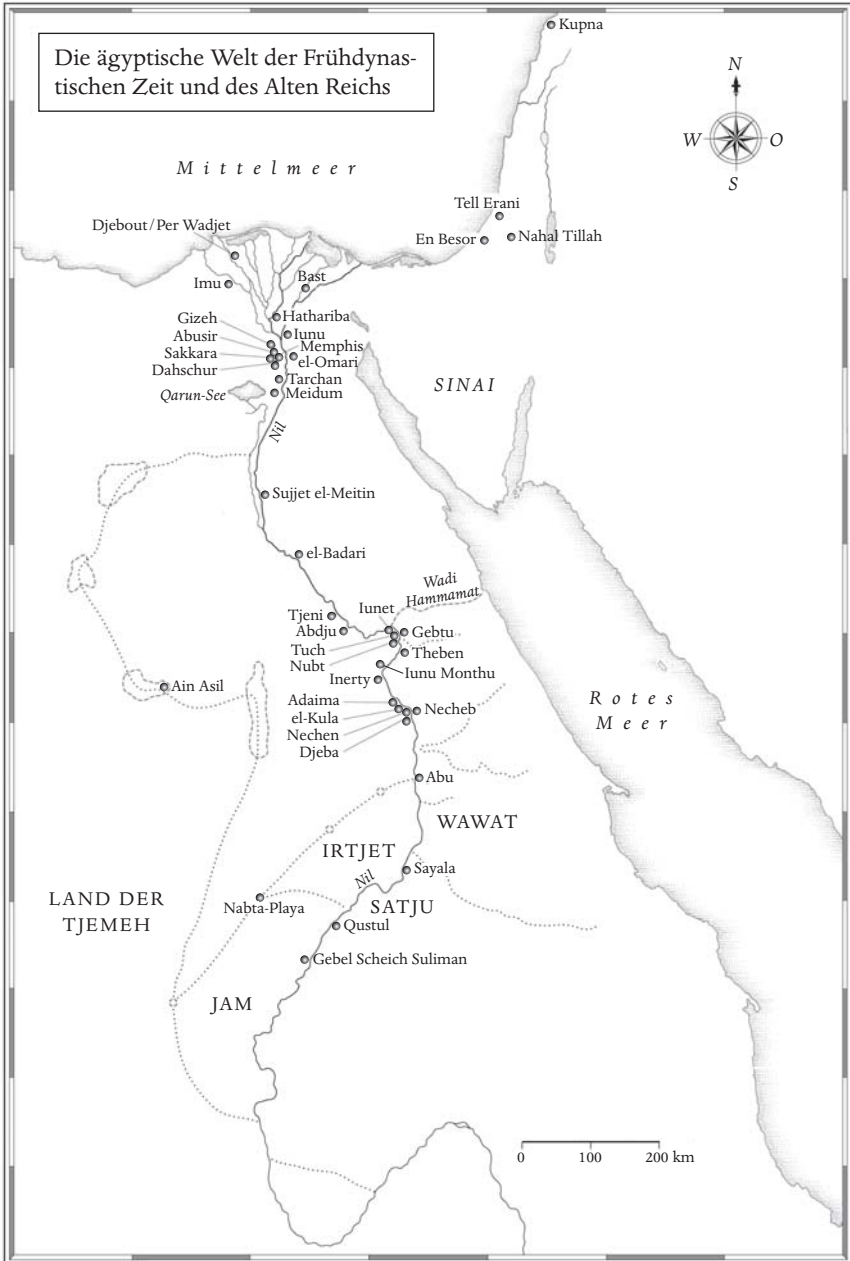 Die ägyptische Welt der Frühdynas-
tischen Zeit und des Alten Reichs
Kupna
N
W
O
S
Mittelmeer
Tell Erani
Djebout/Per Wadjet
En Besor
Nahal Tillah
Imu
Bast
Gizeh
Hathariba
Abusir
Iunu
Sakkara
Memphis
Dahschur
el-Omari
Tarchan
Qarun-See
Meidum
SINAI
Nil
Sujjet el-Meitin
el-Badari
Wadi
Hammamat
Tjeni
Iunet
Abdju
Gebtu
Tuch
Theben
Nubt
Iunu Monthu
Inerty
Ain Asil
Rotes
Meer
Adaima
el-Kula
Necheb
Nechen
Djeba
Abu
WAWAT
IRTJET
Sayala
Nil
LAND DER
TJEMEH
Nabta-Playa
SATJU
Qustul
Gebel Scheich Suliman
JAM
0 100 200 km